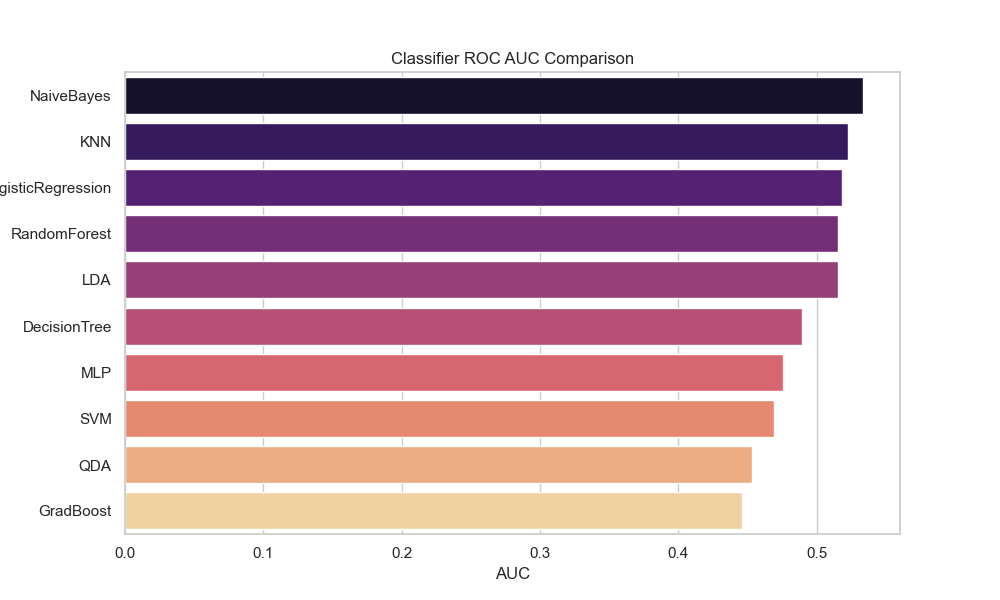 Classifier ROC AUC Comparison
NaiveBayes
KNN
gisticRegression
RandomForest
LDA
DecisionTree
MLP
SVM
QDA
GradBoost
0.0 0.1 0.2 0.3 0.4 0.5
AUC